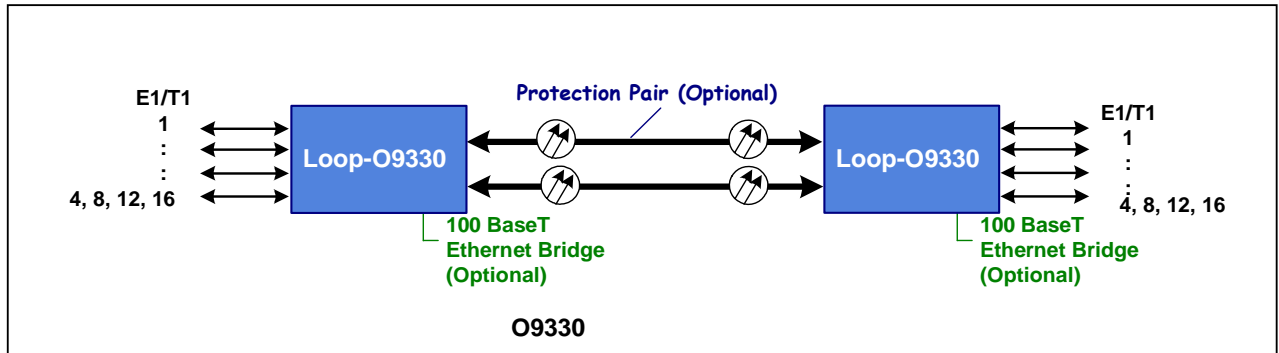 Protection Pair (Optional)
E1/T1
1
:
:
4, 8, 12, 16
Loop-O9330
Loop-O9330
E1/T1
1
:
:
4, 8, 12, 16
100 BaseT
Ethernet Bridge
(Optional)
100 BaseT
Ethernet Bridge
(Optional)
O9330